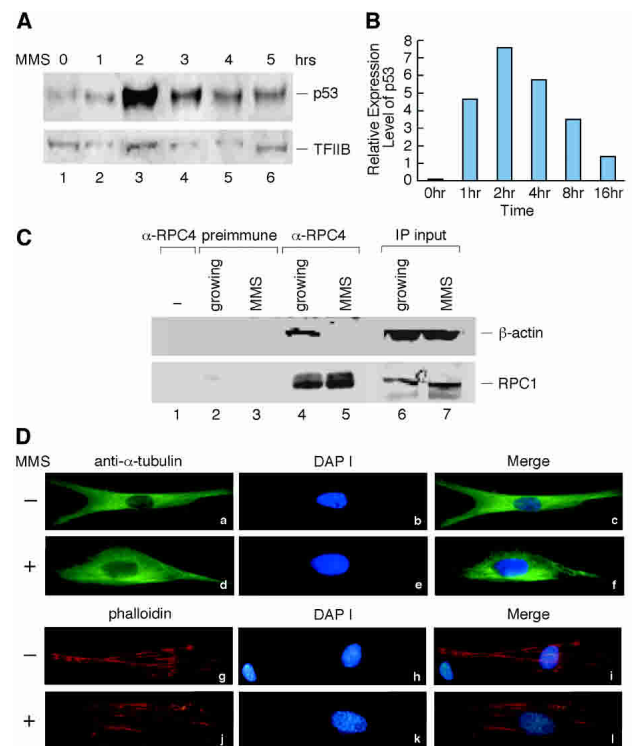 A
MMS 0 1 2 3 4 5 hrs
p53
TFIIB
1 2 3 4 5 6
B
Relative Expression
Level of p53
8
7
6
5
4
3
2
1
0
0hr 1hr 2hr 4hr 8hr 16hr
Time
C
α-RPC4 preimmune α-RPC4 IP input
– growing MMS growing MMS growing MMS
β-actin
RPC1
1 2 3 4 5 6 7
D
MMS anti-α-tubulin DAP I Merge
– a b c
+ d e f
phalloidin DAP I Merge
– g h i
+ j k l